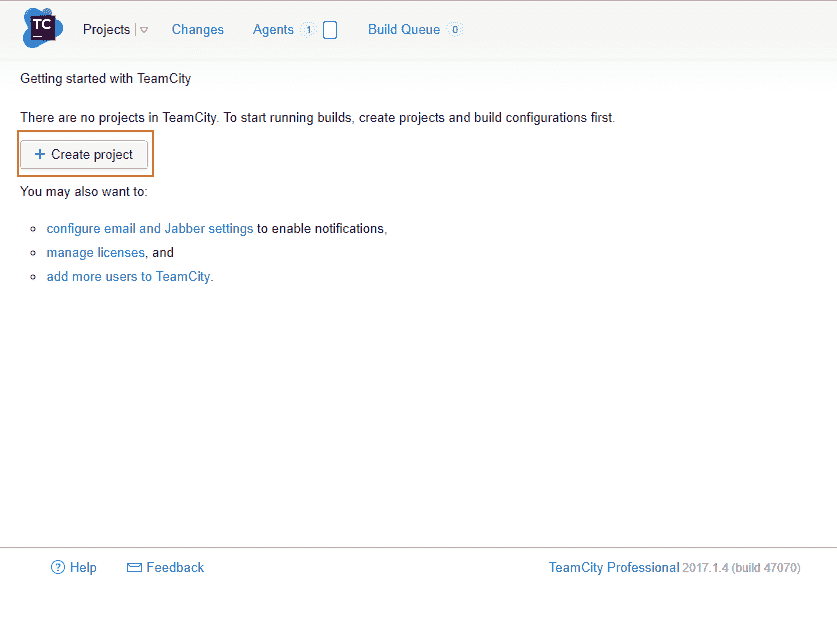 TC
Projects
Changes
Agents 1
Build Queue 0
Getting started with TeamCity
There are no projects in TeamCity. To start running builds, create projects and build configurations first.
+ Create project
You may also want to:
configure email and Jabber settings to enable notifications,
manage licenses, and
add more users to TeamCity.
? Help
Feedback
TeamCity Professional 2017.1.4 (build 47070)